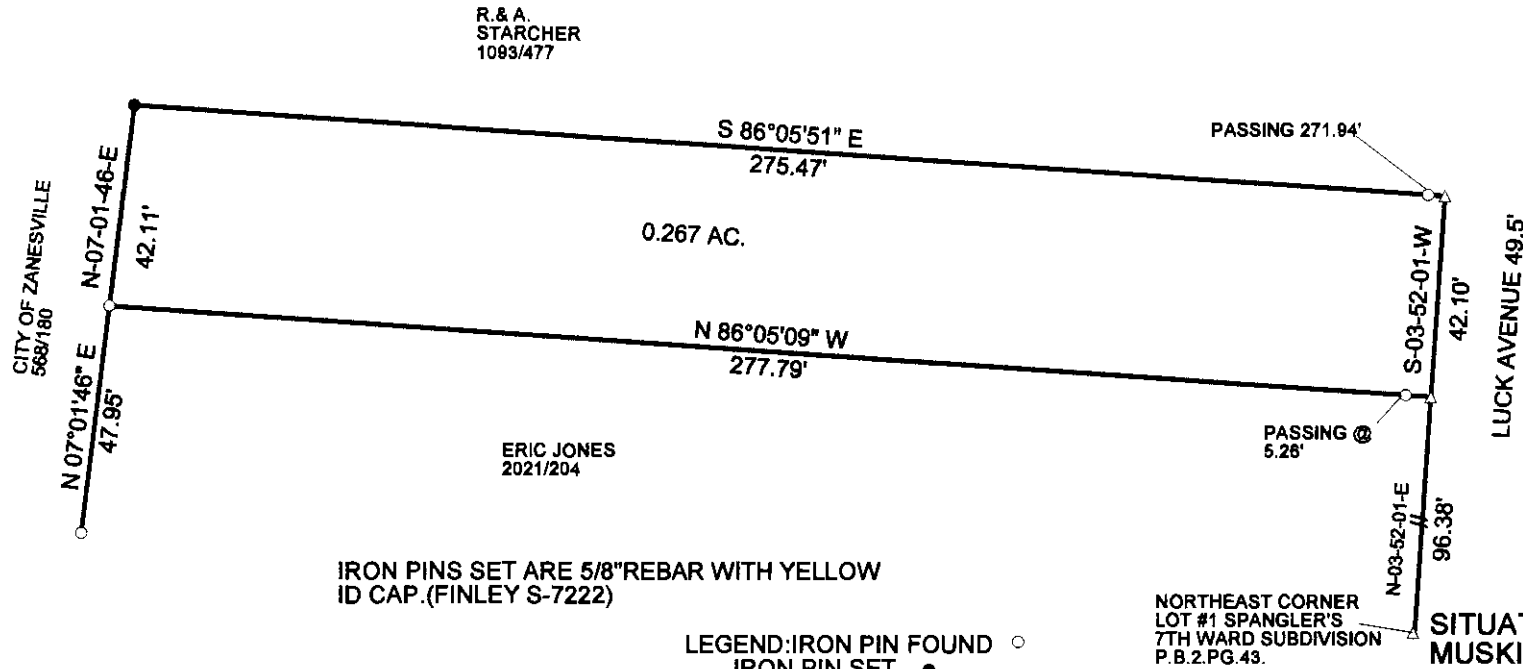 R.& A.
STARCHER
1093/477
S 86°05'51" E
275.47'
PASSING 271.94'
CITY OF ZANESVILLE
568/180
N-07-01-46-E
42.11'
0.267 AC.
S-03-52-01-W
42.10'
LUCK AVENUE 49.5'
N 86°05'09" W
277.79'
N 07°01'46" E
47.95'
PASSING @
5.26'
ERIC JONES
2021/204
N-03-52-01-E
96.38'
IRON PINS SET ARE 5/8"REBAR WITH YELLOW
ID CAP.(FINLEY S-7222)
NORTHEAST CORNER
LOT #1 SPANGLER'S
7TH WARD SUBDIVISION
P.B.2.PG.43.
SITUAT
MUSKI
LEGEND:IRON PIN FOUND
IRON PIN SET